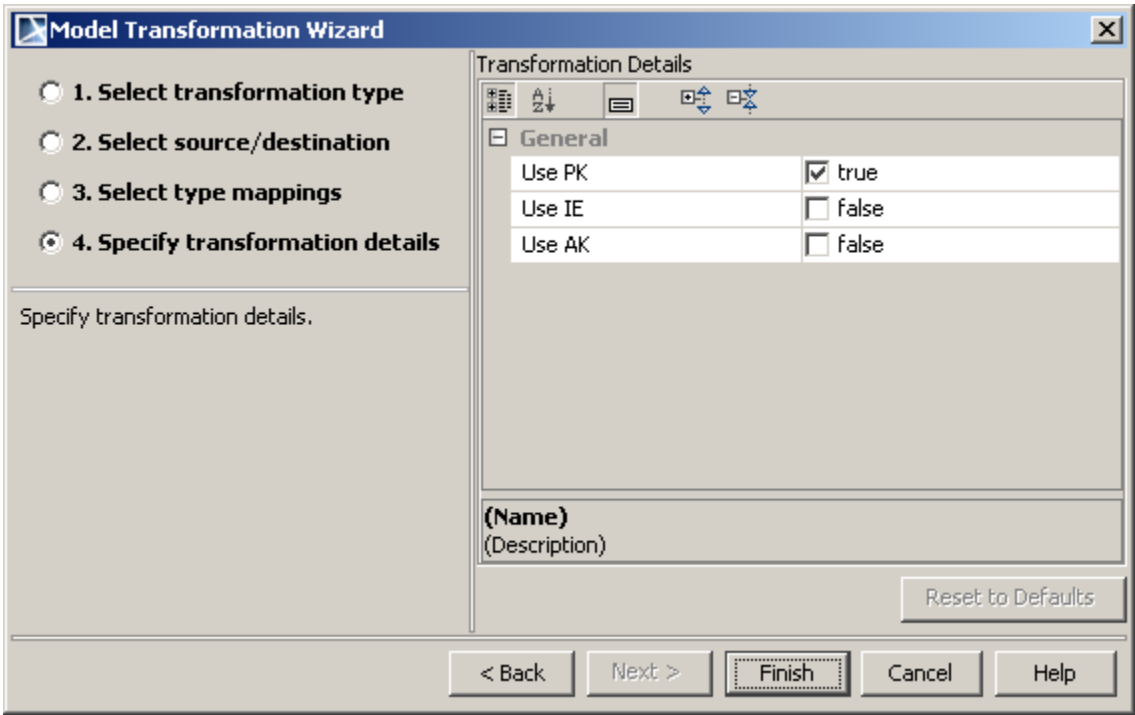 Model Transformation Wizard
1. Select transformation type
2. Select source/destination
3. Select type mappings
4. Specify transformation details
Specify transformation details.
Transformation Details
General
Use PK true
Use IE false
Use AK false
(Name)
(Description)
Reset to Defaults
< Back Next > Finish Cancel Help